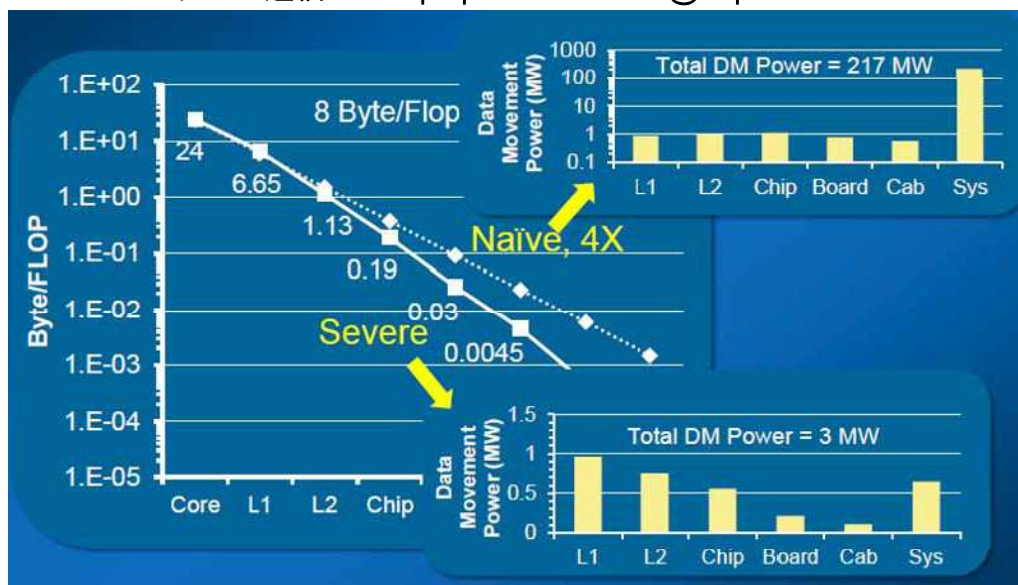 8 Byte/Flop
1.E+02
1.E+01
1.E+00
1.E-01
1.E-02
1.E-03
1.E-04
1.E-05
Byte/FLOP
24
6.65
1.13
0.19
0.03
0.0045
Core L1 L2 Chip
Naïve, 4X
Severe
Total DM Power = 217 MW
1000
100
10
1
0.1
Data
Movement
Power (MW)
L1 L2 Chip Board Cab Sys
Total DM Power = 3 MW
1.5
1
0.5
0
Data
Movement
Power (MW)
L1 L2 Chip Board Cab Sys